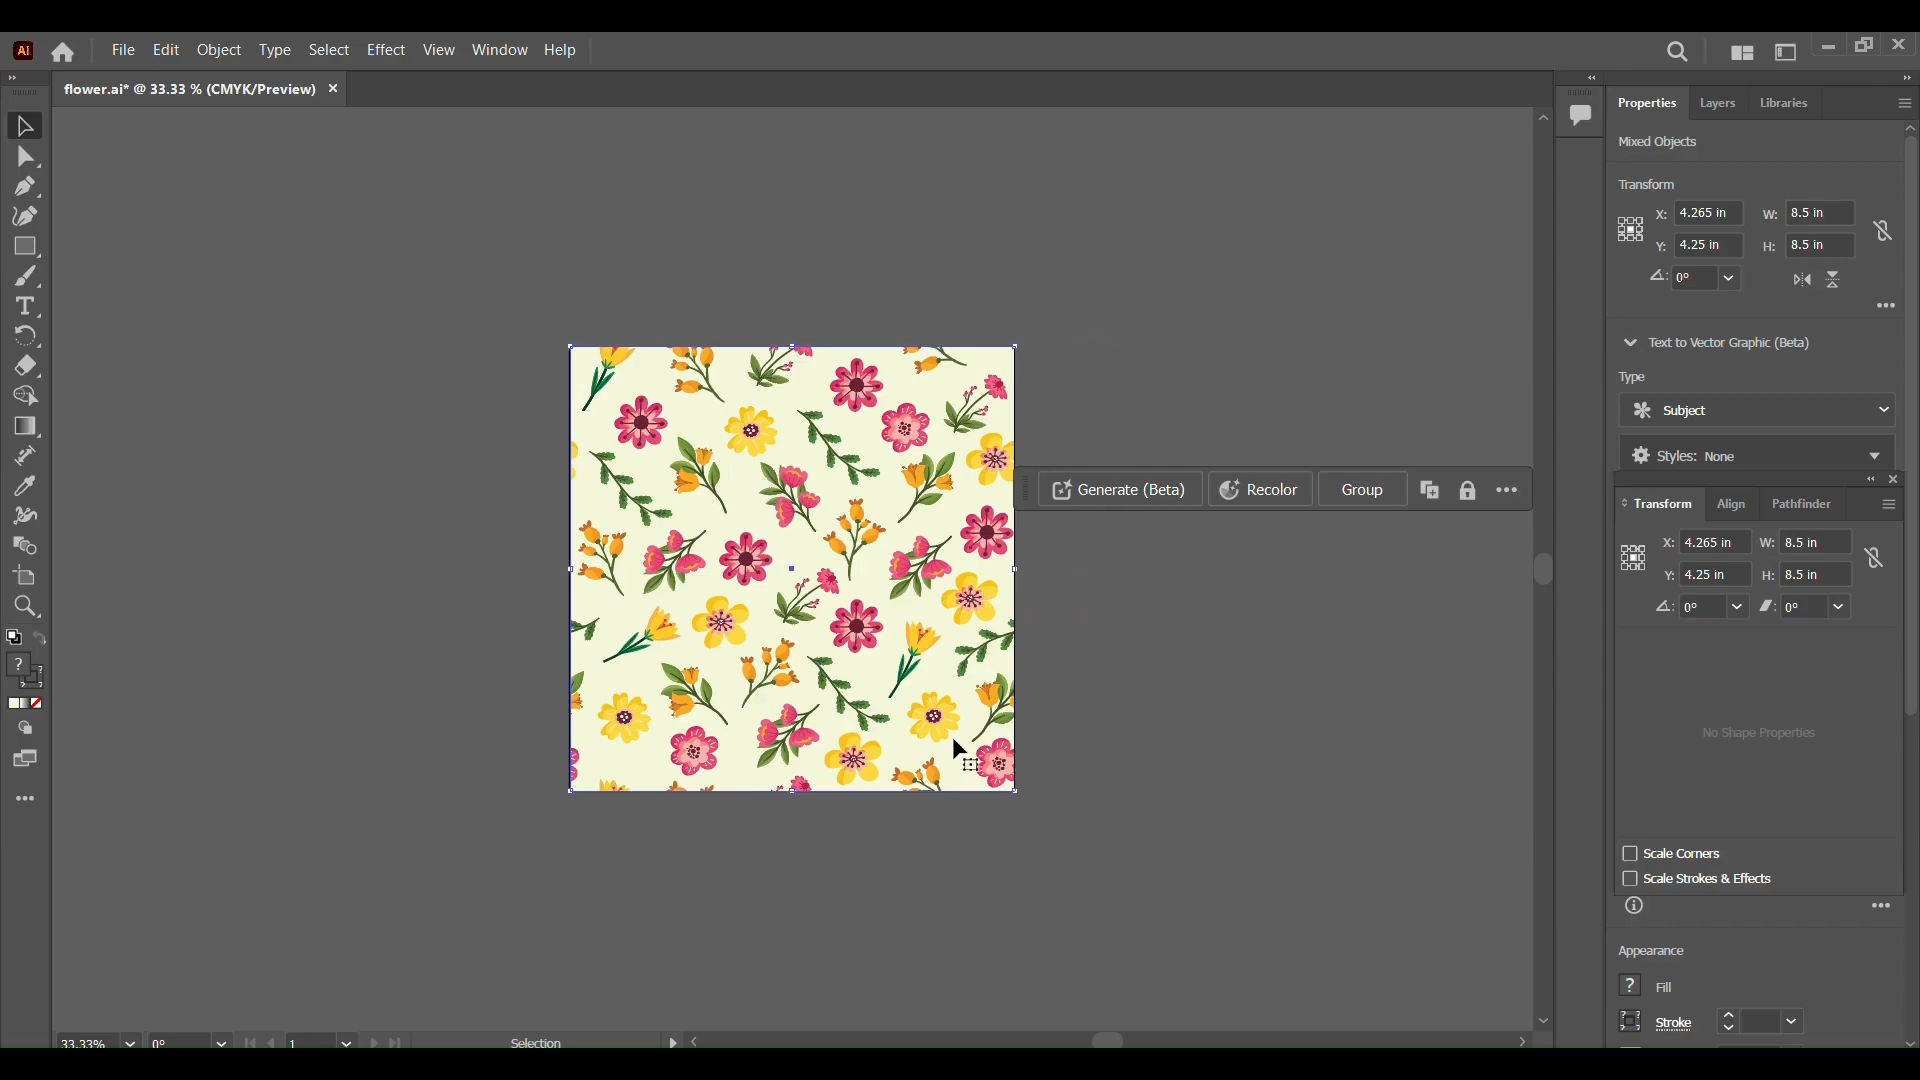 Ai File Edit Object Type Select Effect View Window Help
flower.ai* @ 33.33 % (CMYK/Preview) ×
Properties Layers Libraries
Mixed Objects
Transform
X: 4.265 in W: 8.5 in
Y: 4.25 in H: 8.5 in
0°
Text to Vector Graphic (Beta)
Type
Subject
Styles: None
Generate (Beta) Recolor Group
Transform Align Pathfinder
X: 4.265 in W: 8.5 in
Y: 4.25 in H: 8.5 in
0° 0°
No Shape Properties
Scale Corners
Scale Strokes & Effects
Appearance
? Fill
Stroke
33.33% 0° 1 Selection